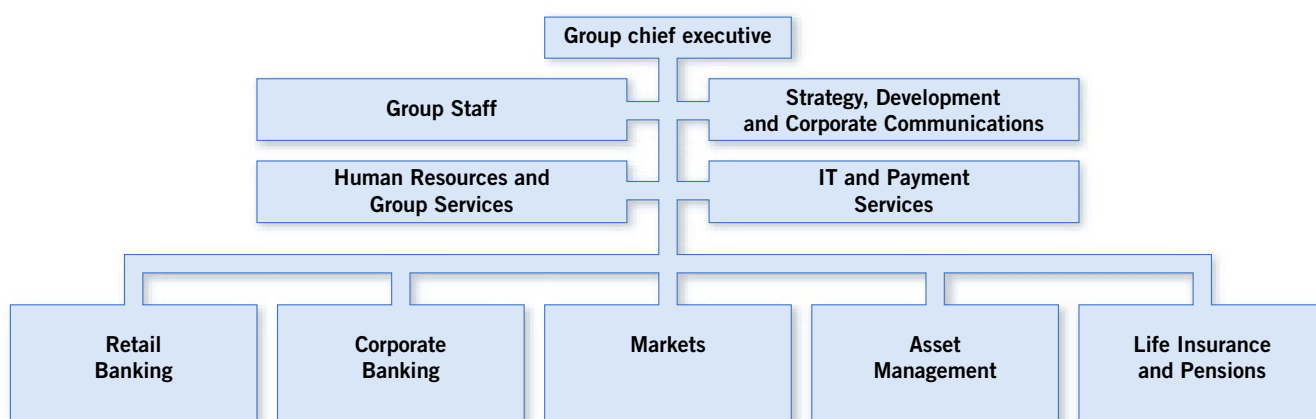 Group chief executive
Group Staff
Strategy, Development
and Corporate Communications
Human Resources and
Group Services
IT and Payment
Services
Retail
Banking
Corporate
Banking
Markets
Asset
Management
Life Insurance
and Pensions